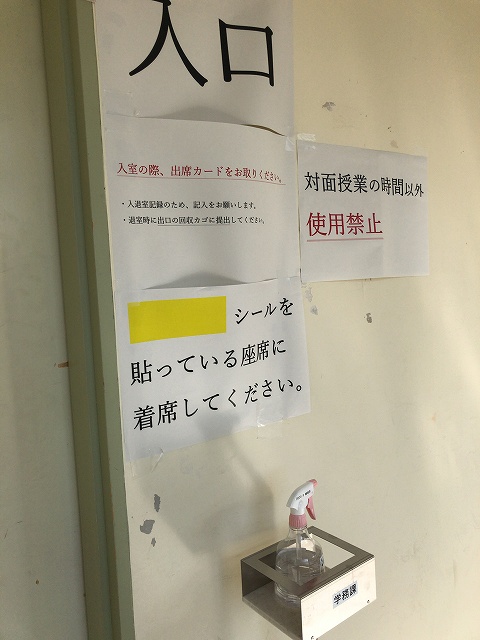 入口
入室の際、出席カードをお取りください。
・入退室記録のため、記入をお願いします。
・退室時に出口の回収カゴに提出してください。
対面授業の時間以外
使用禁止
シールを
貼っている座席に
着席してください。
学務課